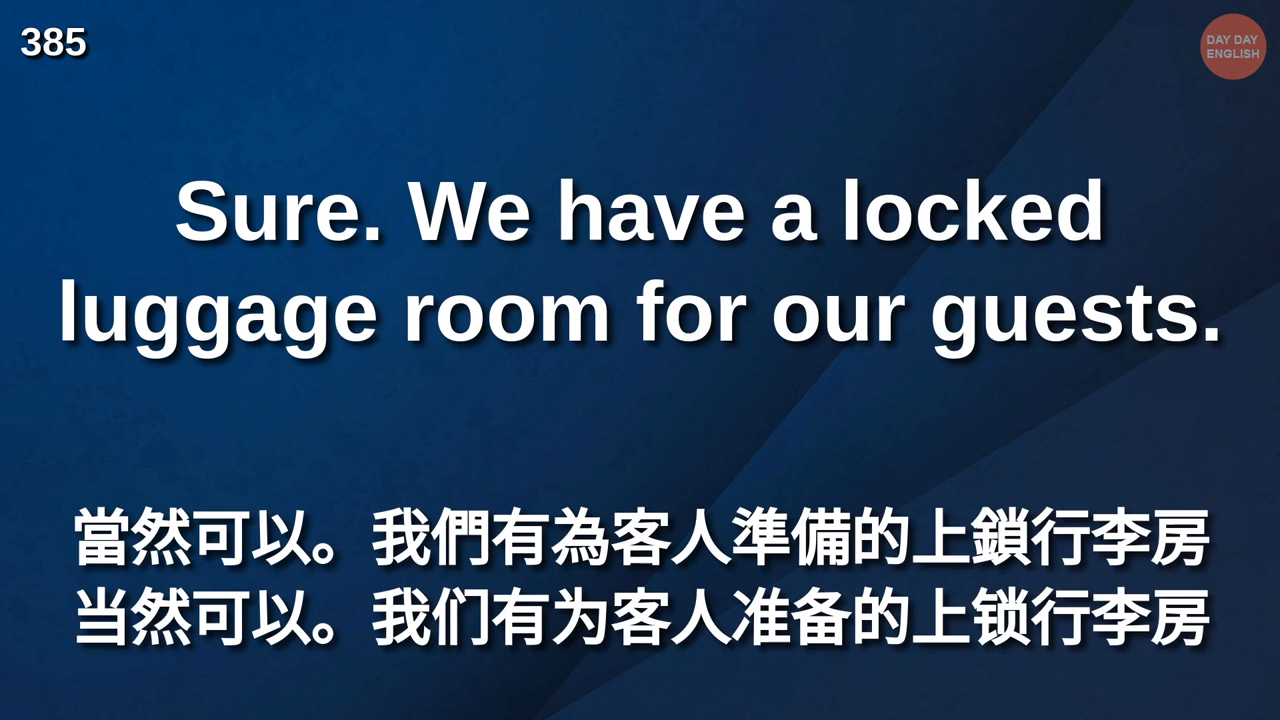 385
DAY DAY
ENGLISH
Sure. We have a locked
luggage room for our guests.
當然可以。我們有為客人準備的上鎖行李房
当然可以。我们有为客人准备的上锁行李房